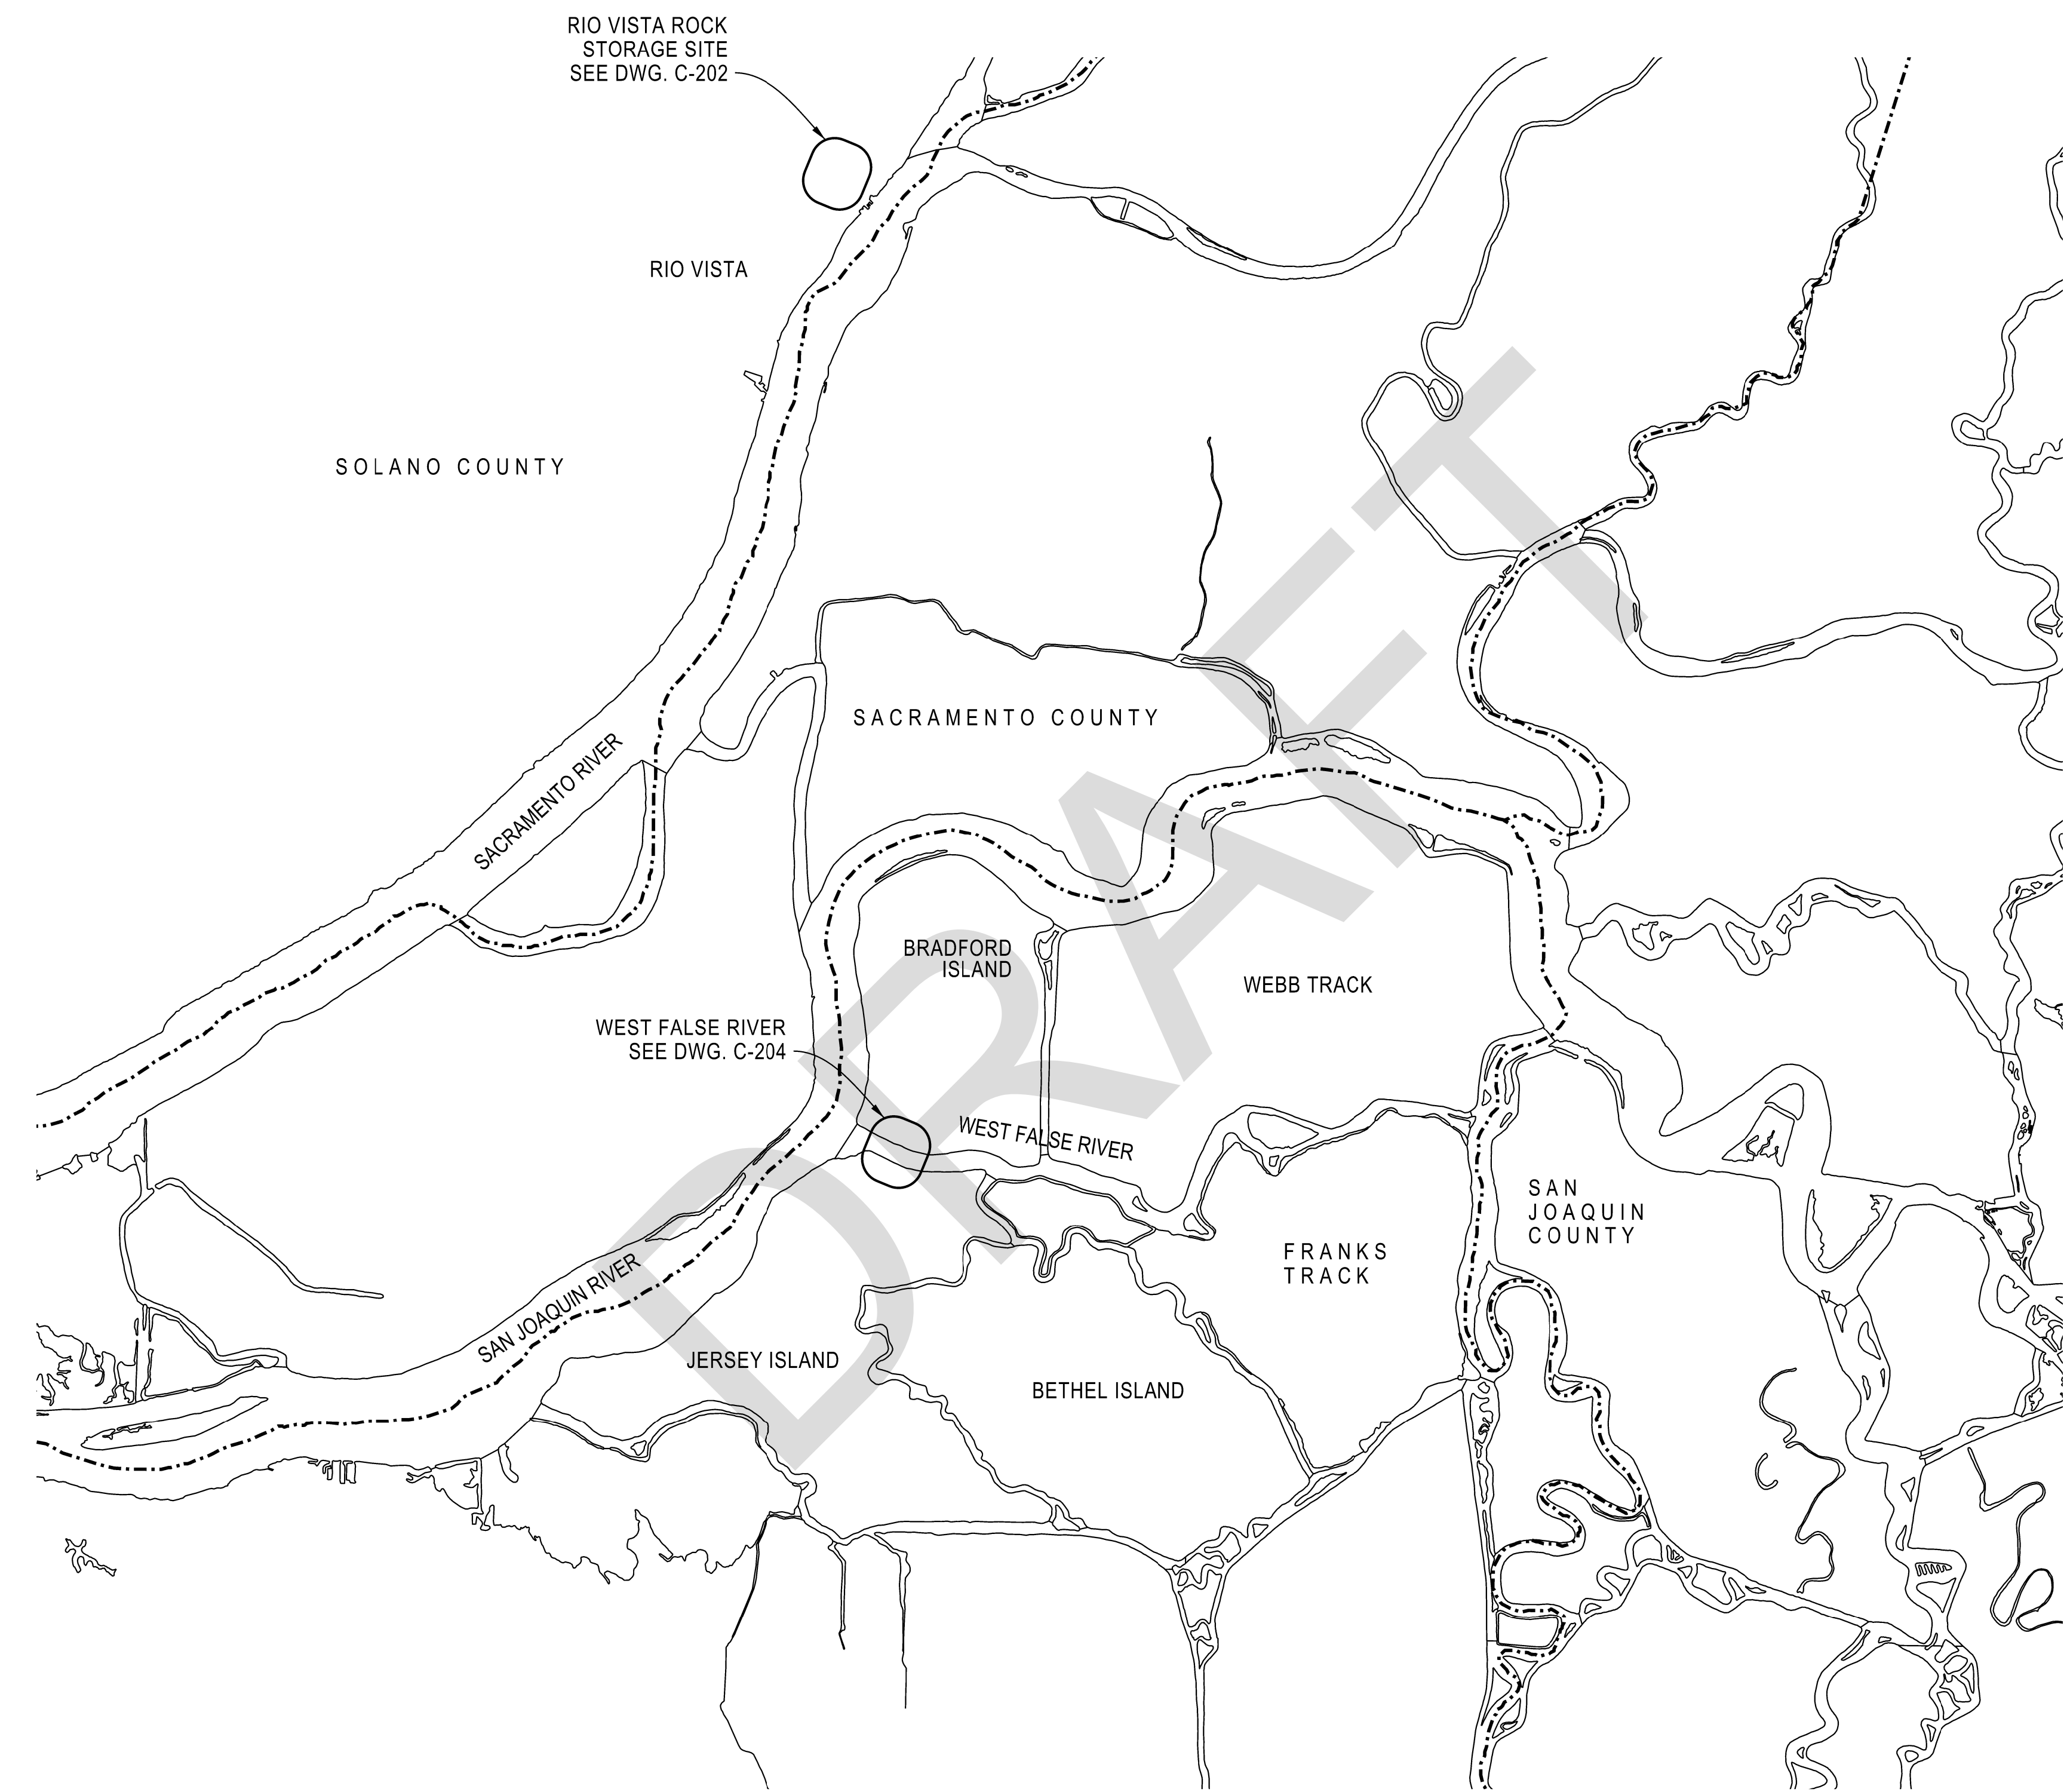 RIO VISTA ROCK
STORAGE SITE
SEE DWG. C-202
RIO VISTA
SOLANO COUNTY
SACRAMENTO COUNTY
SACRAMENTO RIVER
BRADFORD
ISLAND
WEBB TRACK
WEST FALSE RIVER
SEE DWG. C-204
WEST FALSE RIVER
SAN
JOAQUIN
COUNTY
FRANKS
TRACK
SAN JOAQUIN RIVER
JERSEY ISLAND
BETHEL ISLAND
DRAFT